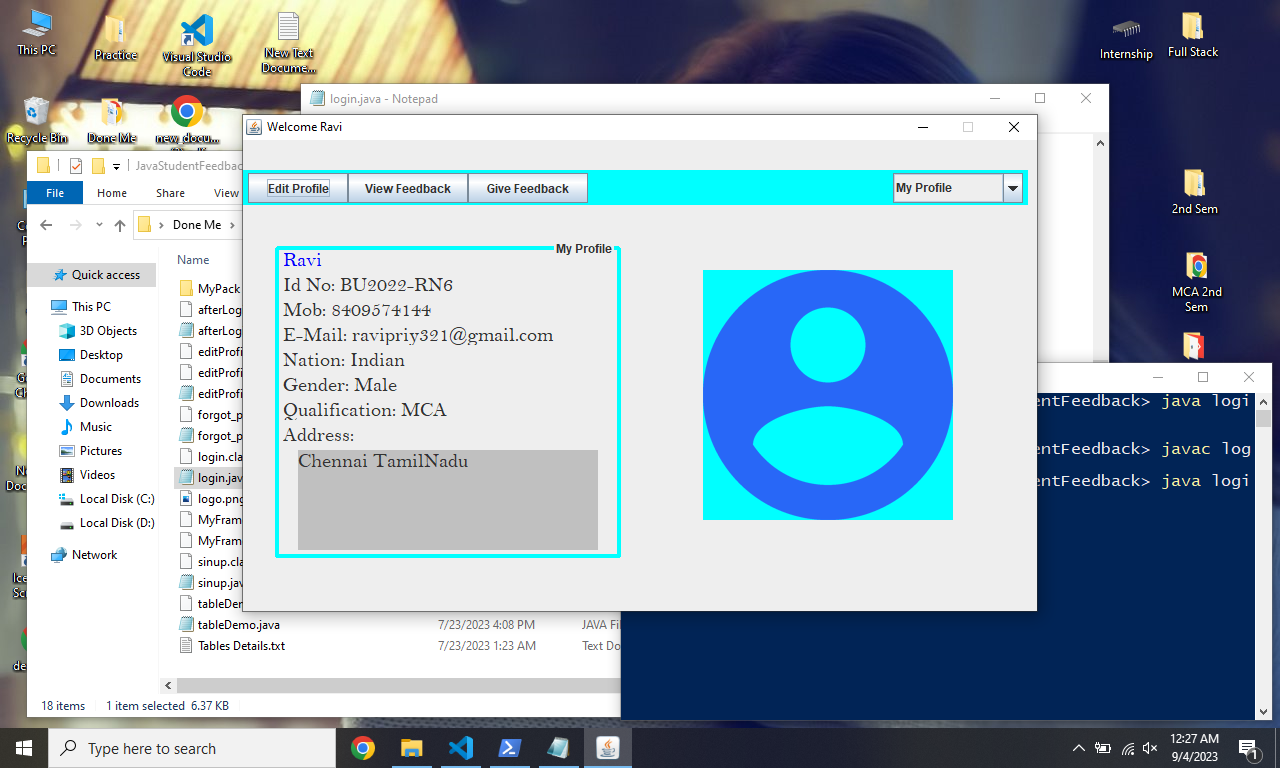 This PC
Practice
Visual Studio Code
New Text Docume...
Internship
Full Stack
Recycle Bin
Done Me
new_docu...
login.java - Notepad
Welcome Ravi
Edit Profile
View Feedback
Give Feedback
My Profile
My Profile
Ravi
Id No: BU2022-RN6
Mob: 8409574144
E-Mail: ravipriy321@gmail.com
Nation: Indian
Gender: Male
Qualification: MCA
Address:
Chennai TamilNadu
JavaStudentFeedbac
File
Home
Share
View
Done Me
Name
Quick access
This PC
3D Objects
Desktop
Documents
Downloads
Music
Pictures
Videos
Local Disk (C:)
Local Disk (D:)
Network
MyPack
afterLog
afterLog
editProfi
editProfi
editProfi
forgot_p
forgot_p
login.cla
login.jav
logo.png
MyFram
MyFram
sinup.cla
sinup.jav
tableDem
tableDemo.java 7/23/2023 4:08 PM JAVA Fil
Tables Details.txt 7/23/2023 1:23 AM Text Do
18 items 1 item selected 6.37 KB
2nd Sem
MCA 2nd Sem
entFeedback> java logi
entFeedback> javac log
entFeedback> java logi
Type here to search
12:27 AM
9/4/2023
1